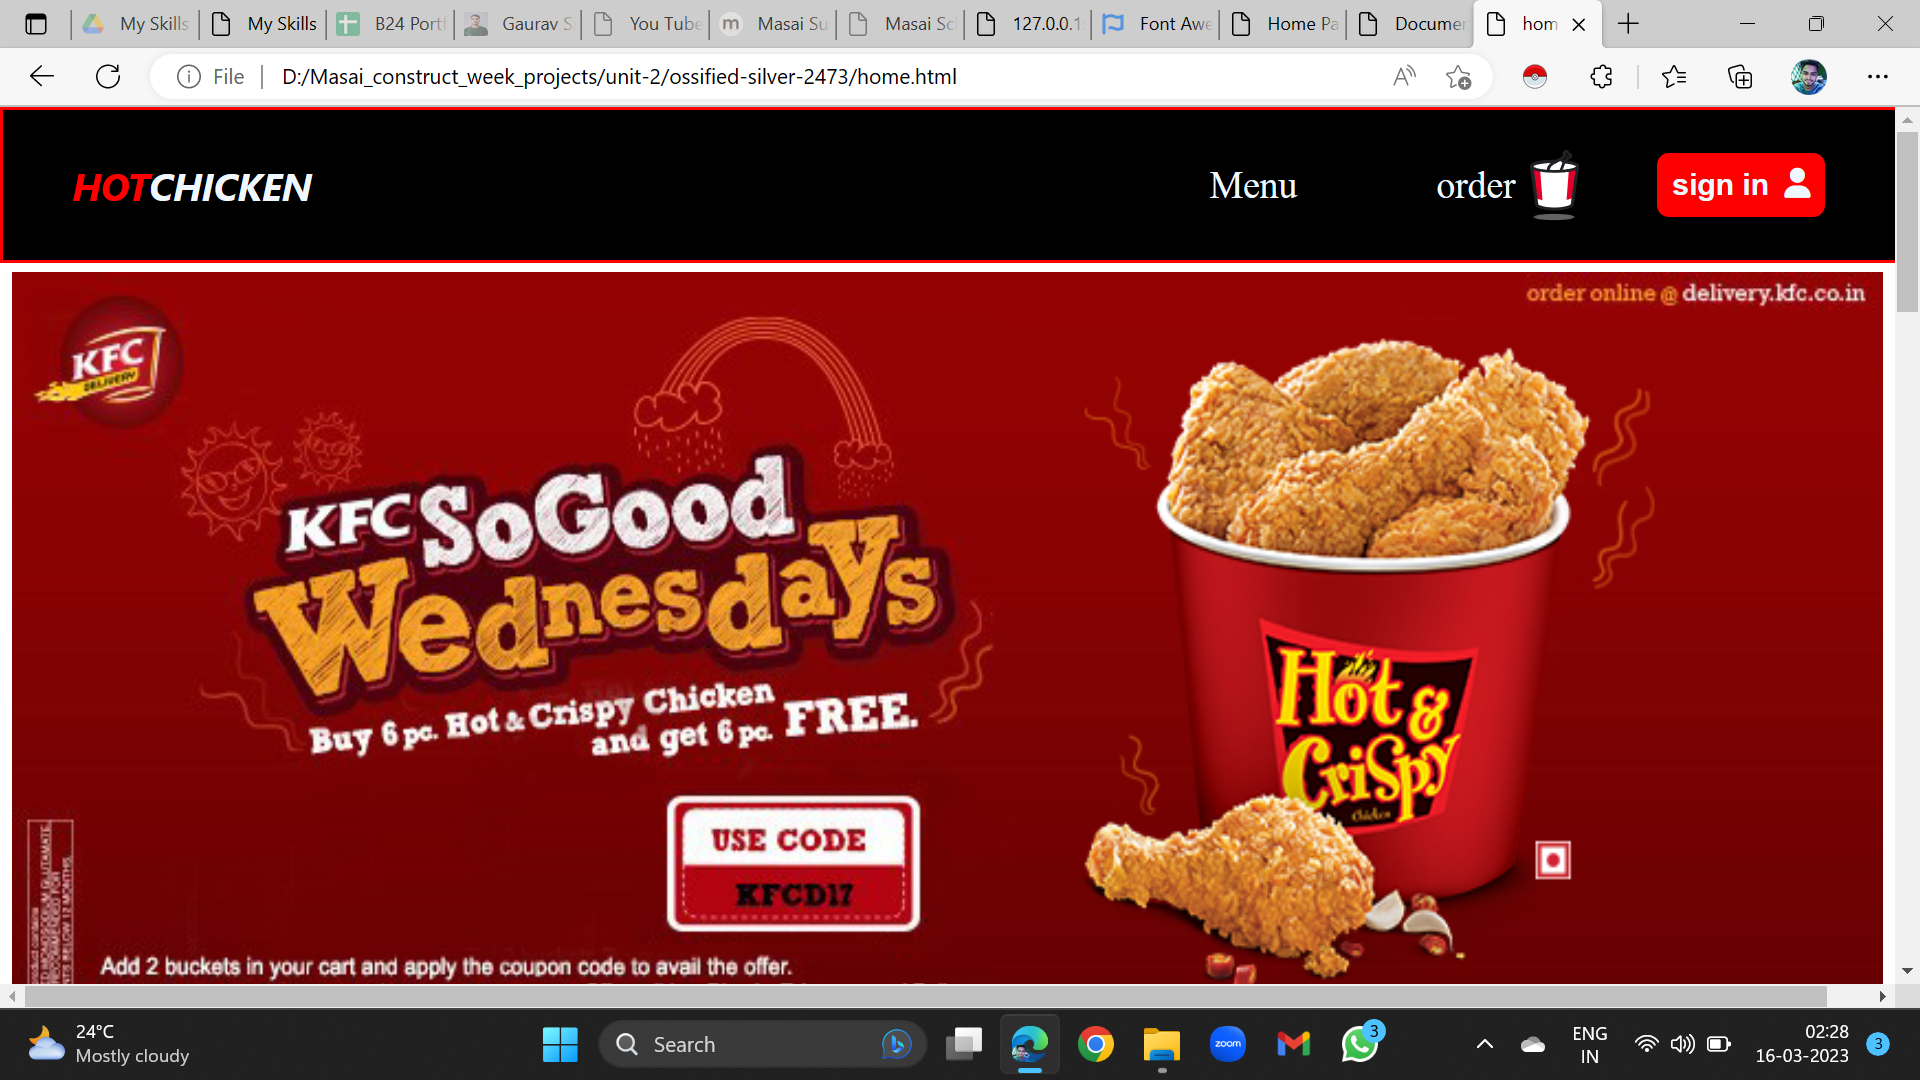 My Skills
My Skills
B24 Portf
Gaurav S
You Tube
Masai Su
Masai Sc
127.0.0.1:
Font Awe
Home Pa
Documen
hom
File
D:/Masai_construct_week_projects/unit-2/ossified-silver-2473/home.html
HOTCHICKEN
Menu
order
sign in
order online @ delivery.kfc.co.in
KFC
DELIVERY
KFC SoGood
Wednesdays
Buy 6 pc. Hot & Crispy Chicken
and get 6 pc. FREE.
Hot &
Crispy
Chicken
USE CODE
KFCD17
Add 2 buckets in your cart and apply the coupon code to avail the offer.
24°C
Mostly cloudy
Search
zoom
3
ENG
IN
02:28
16-03-2023
3